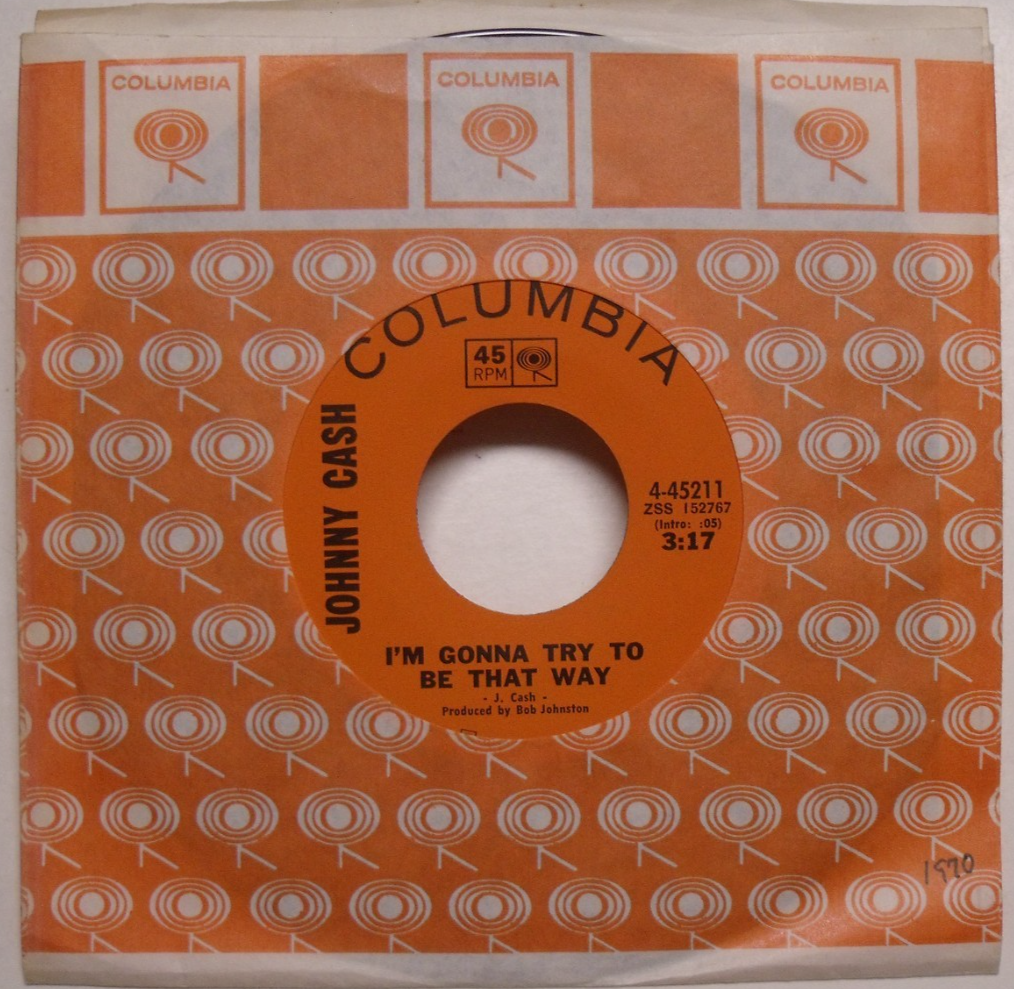 COLUMBIA COLUMBIA COLUMBIA
COLUMBIA
45
RPM
JOHNNY CASH
4-45211
ZSS 152767
(Intro: :05)
3:17
I'M GONNA TRY TO
BE THAT WAY
- J. Cash -
Produced by Bob Johnston
1970